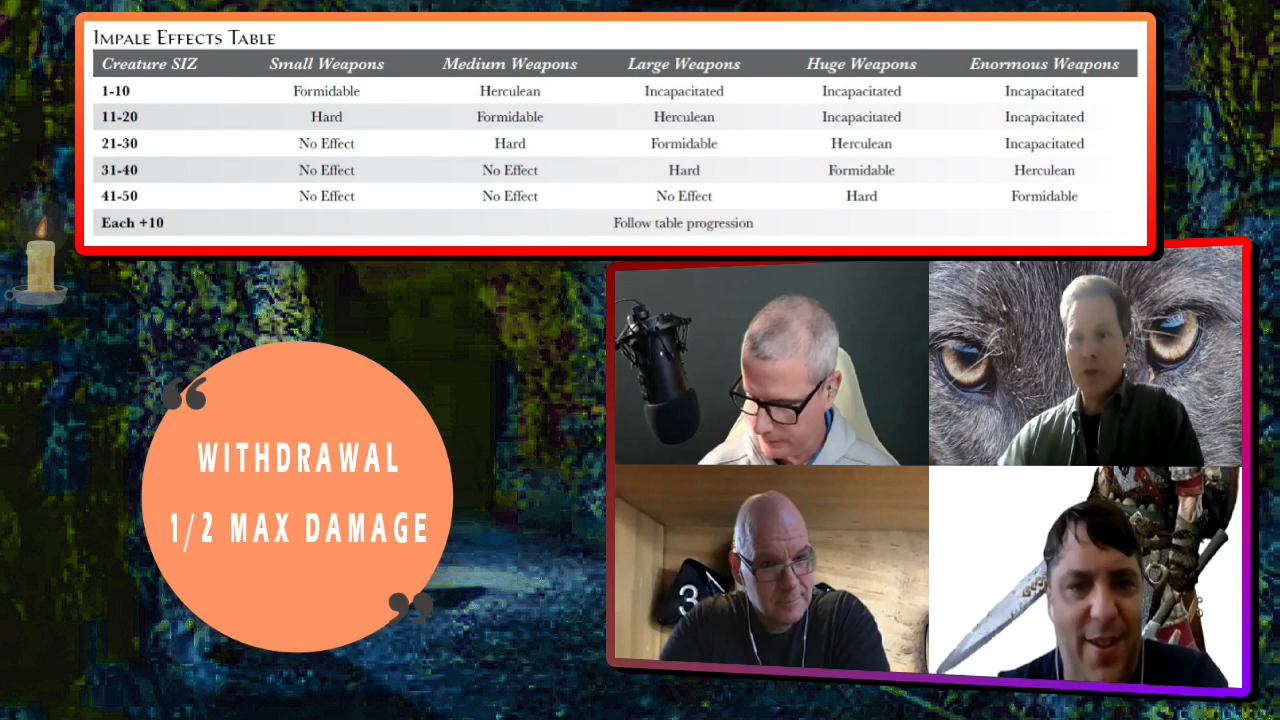 IMPALE EFFECTS TABLE
Creature SIZ Small Weapons Medium Weapons Large Weapons Huge Weapons Enormous Weapons
1-10 Formidable Herculean Incapacitated Incapacitated Incapacitated
11-20 Hard Formidable Herculean Incapacitated Incapacitated
21-30 No Effect Hard Formidable Herculean Incapacitated
31-40 No Effect No Effect Hard Formidable Herculean
41-50 No Effect No Effect No Effect Hard Formidable
Each +10 Follow table progression
“
WITHDRAWAL
1/2 MAX DAMAGE
”
3